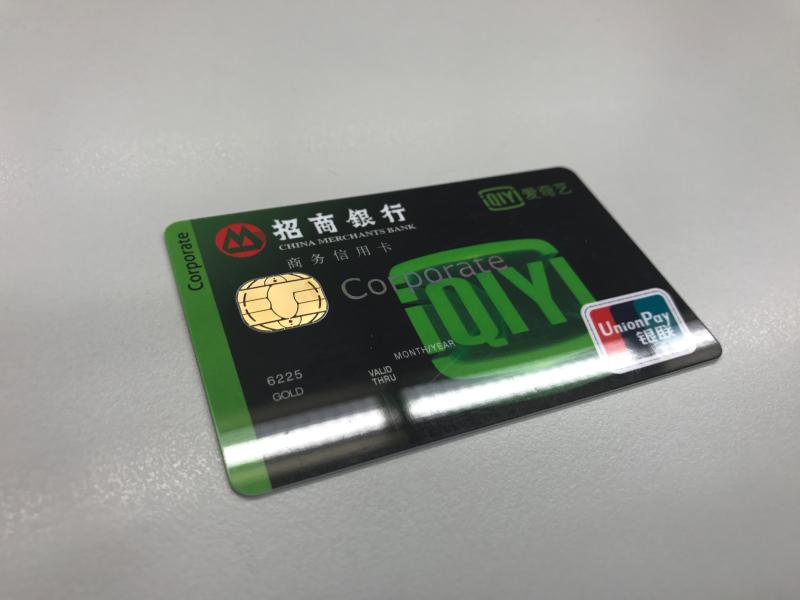 Corporate
招商銀行
CHINA MERCHANTS BANK
商务信用卡
iQIYI 爱奇艺
Corporate
iQIYI
UnionPay
银联
MONTH/YEAR
VALID
THRU
6225
GOLD